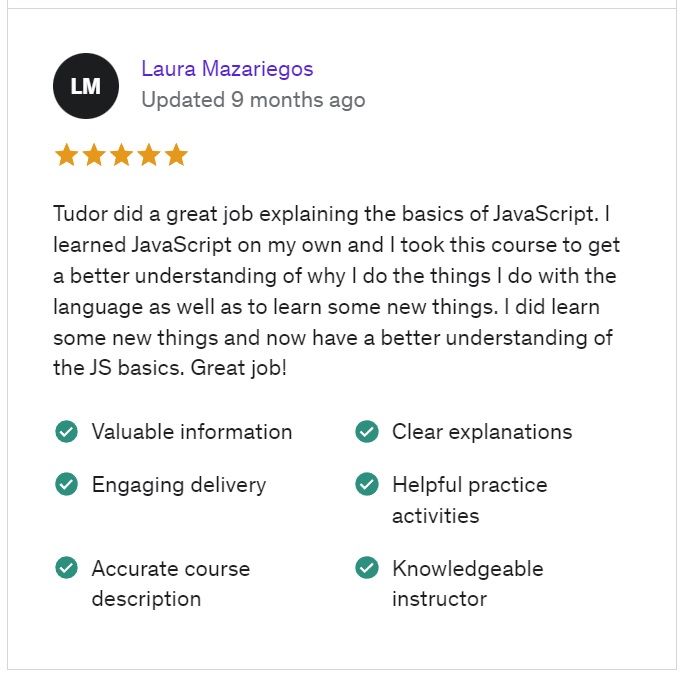 LM
Laura Mazariegos
Updated 9 months ago
Tudor did a great job explaining the basics of JavaScript. I
learned JavaScript on my own and I took this course to get
a better understanding of why I do the things I do with the
language as well as to learn some new things. I did learn
some new things and now have a better understanding of
the JS basics. Great job!
Valuable information
Clear explanations
Engaging delivery
Helpful practice
activities
Accurate course
description
Knowledgeable
instructor